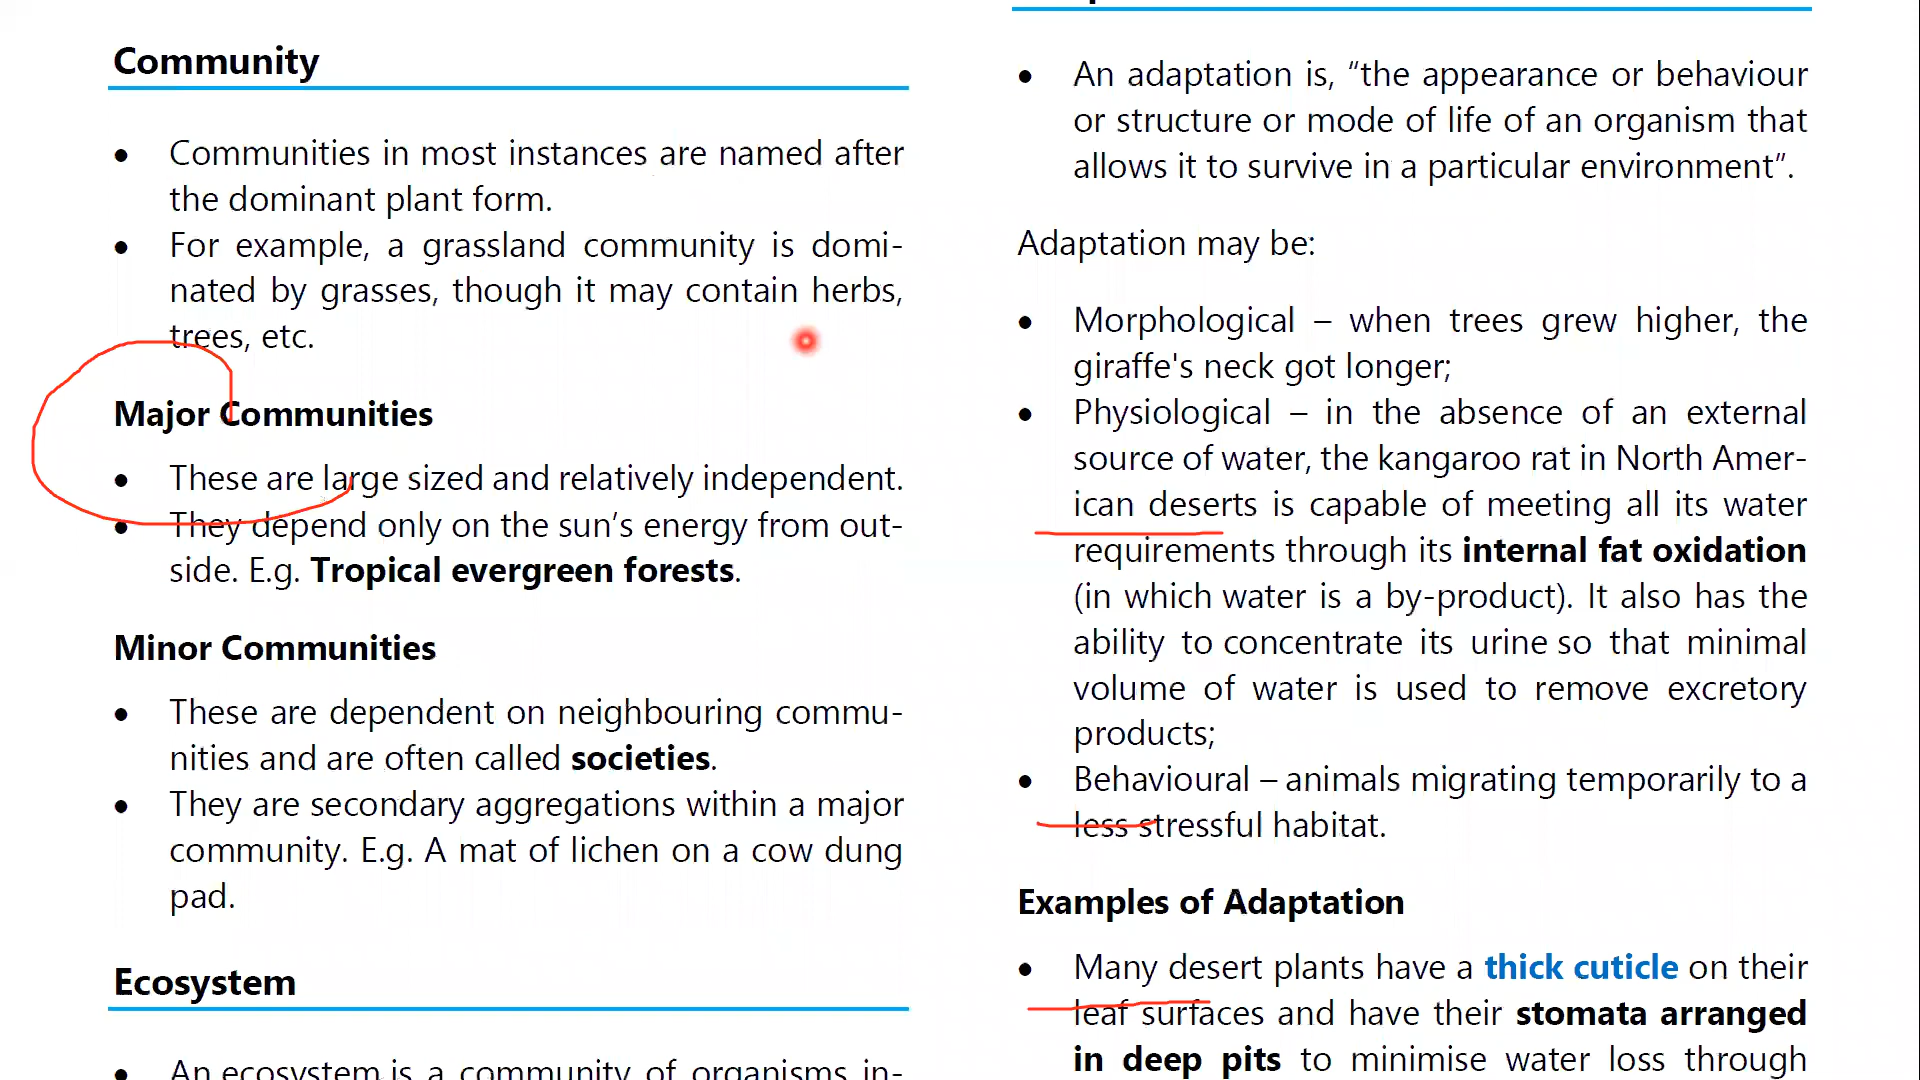 Community
• Communities in most instances are named after
the dominant plant form.
• For example, a grassland community is domi-
nated by grasses, though it may contain herbs,
trees, etc.
Major Communities
• These are large sized and relatively independent.
• They depend only on the sun’s energy from out-
side. E.g. Tropical evergreen forests.
Minor Communities
• These are dependent on neighbouring commu-
nities and are often called societies.
• They are secondary aggregations within a major
community. E.g. A mat of lichen on a cow dung
pad.
Ecosystem
• An ecosystem is a community of organisms in-
• An adaptation is, “the appearance or behaviour
or structure or mode of life of an organism that
allows it to survive in a particular environment”.
Adaptation may be:
• Morphological – when trees grew higher, the
giraffe's neck got longer;
• Physiological – in the absence of an external
source of water, the kangaroo rat in North Amer-
ican deserts is capable of meeting all its water
requirements through its internal fat oxidation
(in which water is a by-product). It also has the
ability to concentrate its urine so that minimal
volume of water is used to remove excretory
products;
• Behavioural – animals migrating temporarily to a
less stressful habitat.
Examples of Adaptation
• Many desert plants have a thick cuticle on their
leaf surfaces and have their stomata arranged
in deep pits to minimise water loss through